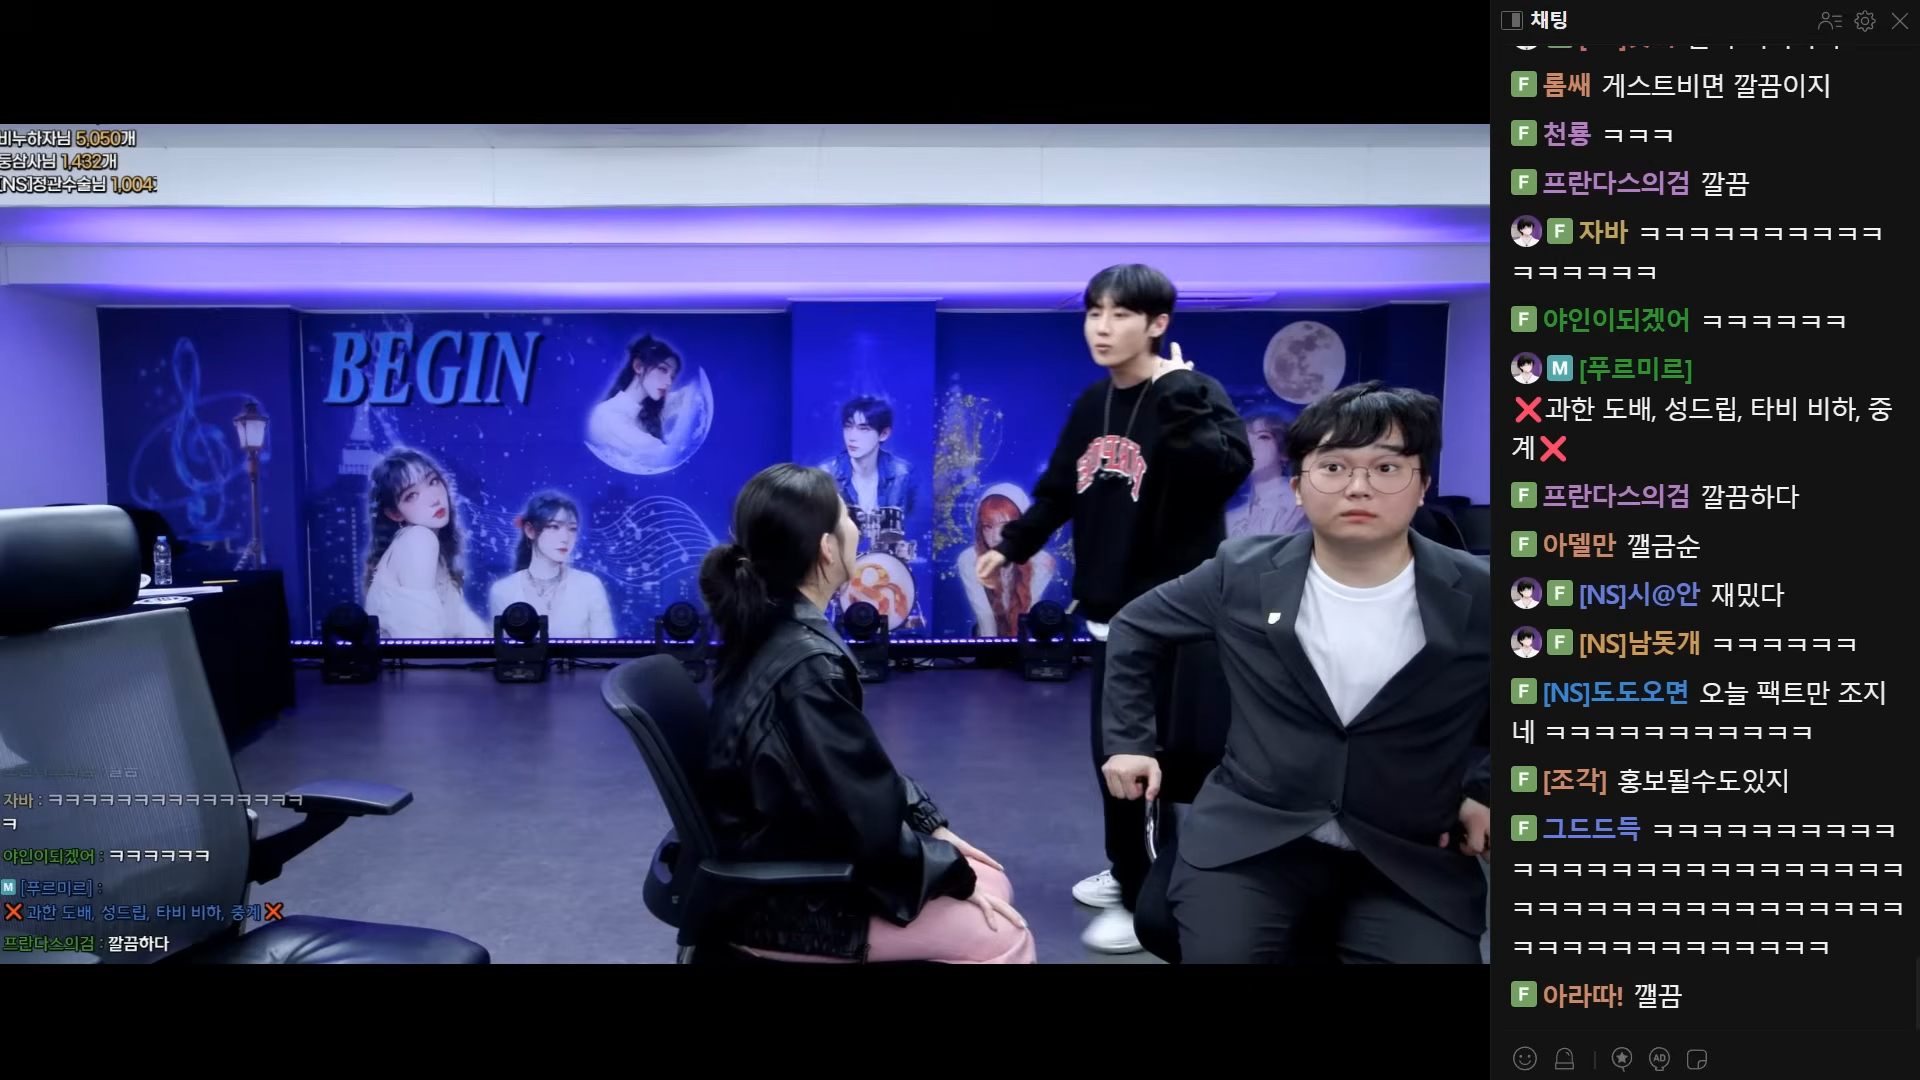 채팅
F 롬쌔 게스트비면 깔끔이지
F 천룡 ㅋㅋㅋ
F 프란다스의검 깔끔
F 자바 ㅋㅋㅋㅋㅋㅋㅋㅋㅋㅋ
ㅋㅋㅋㅋㅋㅋ
F 야인이되겠어 ㅋㅋㅋㅋㅋㅋ
M [푸르미르]
❌과한 도배, 성드립, 타비 비하, 중
계❌
F 프란다스의검 깔끔하다
F 아델만 깰금순
F [NS]시@안 재밌다
F [NS]남돗개 ㅋㅋㅋㅋㅋㅋ
F [NS]도도오면 오늘 팩트만 조지
네 ㅋㅋㅋㅋㅋㅋㅋㅋㅋㅋㅋ
F [조각] 홍보될수도있지
F 그드드득 ㅋㅋㅋㅋㅋㅋㅋㅋㅋㅋ
ㅋㅋㅋㅋㅋㅋㅋㅋㅋㅋㅋㅋㅋㅋㅋㅋ
ㅋㅋㅋㅋㅋㅋㅋㅋㅋㅋㅋㅋㅋㅋㅋㅋ
ㅋㅋㅋㅋㅋㅋㅋㅋㅋㅋㅋㅋㅋ
F 아라따! 깰끔
AD
비누하자님 5,050개
둥삼사님 1,432개
[NS]정관수술님 1,004
BEGIN
자바 : ㅋㅋㅋㅋㅋㅋㅋㅋㅋㅋㅋㅋㅋㅋㅋ
ㅋ
야인이되겠어 : ㅋㅋㅋㅋㅋㅋ
M [푸르미르] :
❌과한 도배, 성드립, 타비 비하, 중계❌
프란다스의검 : 깔끔하다